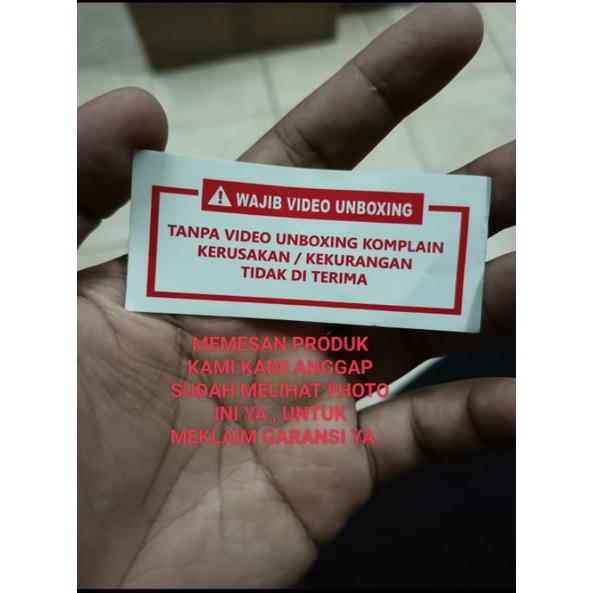 WAJIB VIDEO UNBOXING
TANPA VIDEO UNBOXING KOMPLAIN
KERUSAKAN / KEKURANGAN
TIDAK DI TERIMA
MEMESAN PRODUK
KAMI KAMI ANGGAP
SUDAH MELIHAT FHOTO
INI YA , UNTUK
MEKLAIM GARANSI YA.